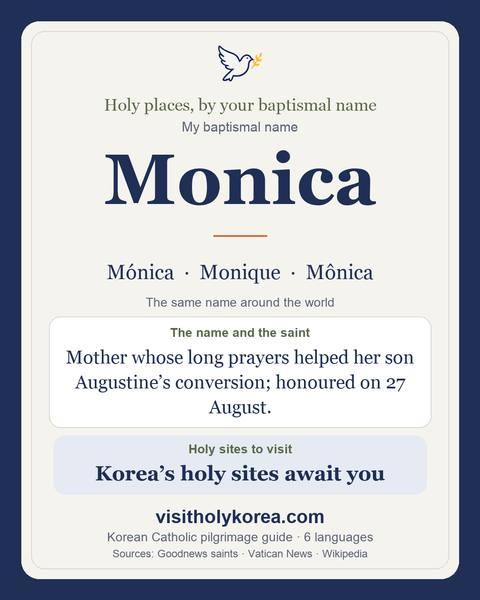 Holy places, by your baptismal name
My baptismal name
Monica
Mónica · Monique · Mônica
The same name around the world
The name and the saint
Mother whose long prayers helped her son
Augustine’s conversion; honoured on 27
August.
Holy sites to visit
Korea’s holy sites await you
visitholykorea.com
Korean Catholic pilgrimage guide · 6 languages
Sources: Goodnews saints · Vatican News · Wikipedia